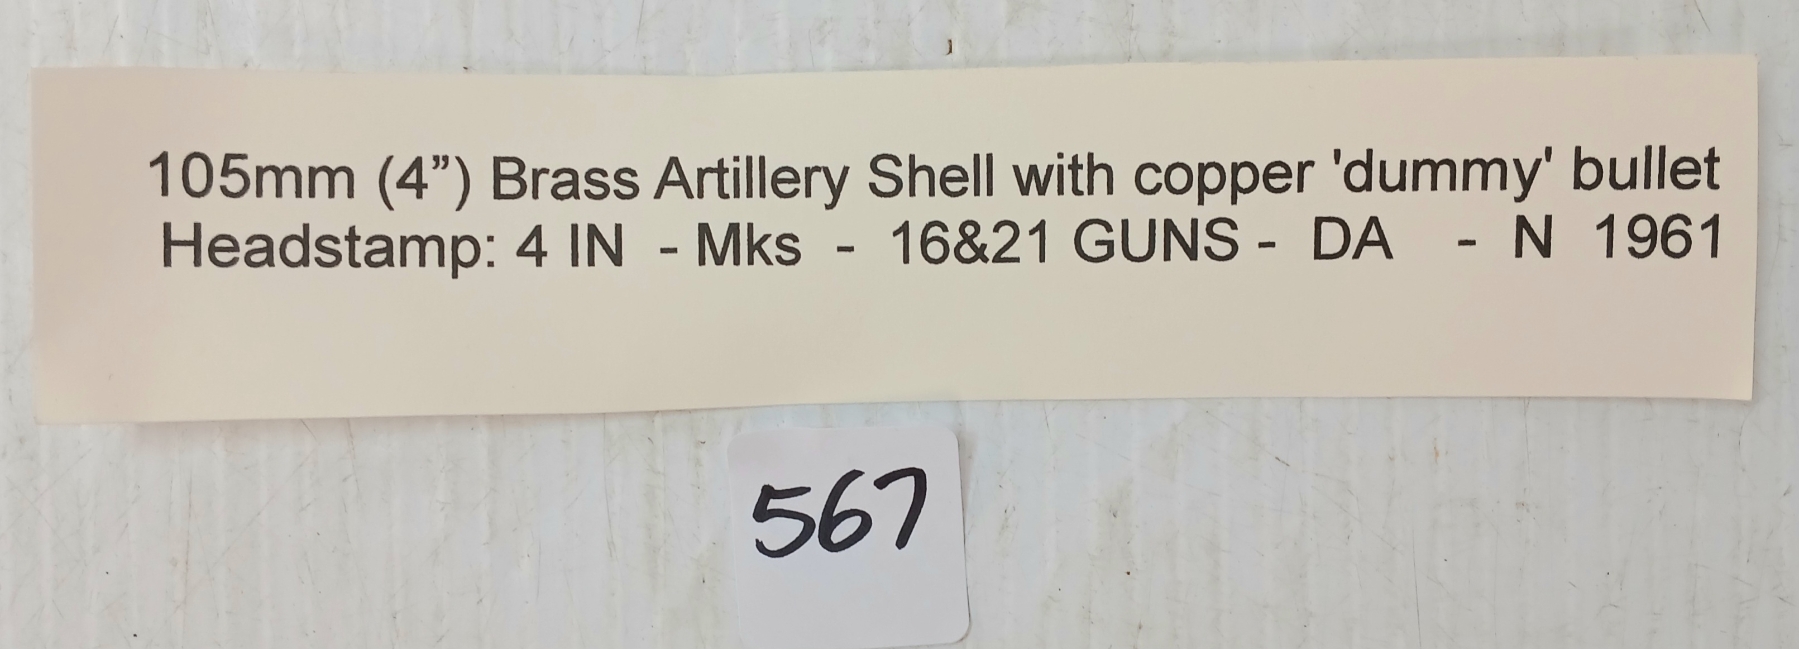 105mm (4”) Brass Artillery Shell with copper 'dummy' bullet
Headstamp: 4 IN - Mks - 16&21 GUNS - DA - N 1961
567